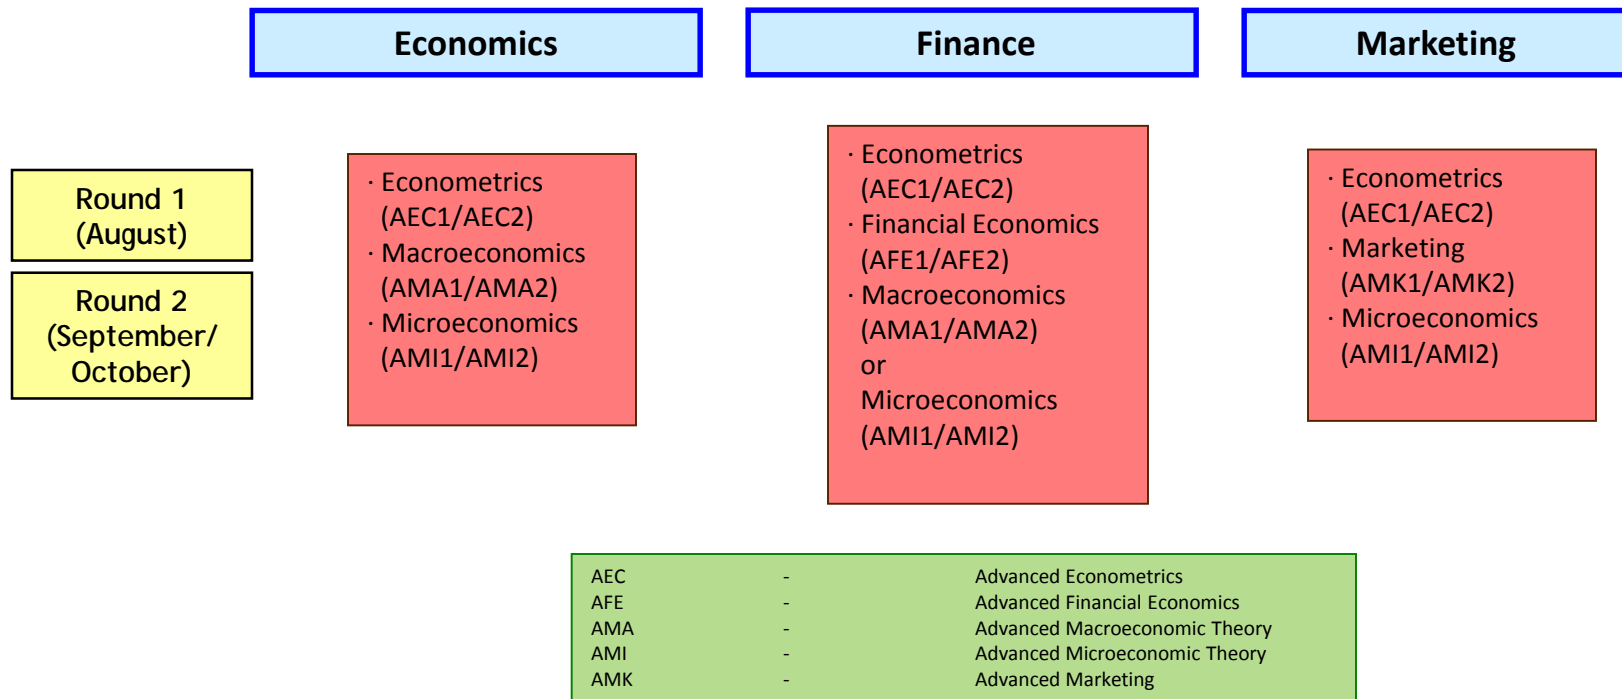 Economics
Finance
Marketing
Round 1
(August)
Round 2
(September/
October)
· Econometrics
(AEC1/AEC2)
· Macroeconomics
(AMA1/AMA2)
· Microeconomics
(AMI1/AMI2)
· Econometrics
(AEC1/AEC2)
· Financial Economics
(AFE1/AFE2)
· Macroeconomics
(AMA1/AMA2)
or
Microeconomics
(AMI1/AMI2)
· Econometrics
(AEC1/AEC2)
· Marketing
(AMK1/AMK2)
· Microeconomics
(AMI1/AMI2)
AEC - Advanced Econometrics
AFE - Advanced Financial Economics
AMA - Advanced Macroeconomic Theory
AMI - Advanced Microeconomic Theory
AMK - Advanced Marketing